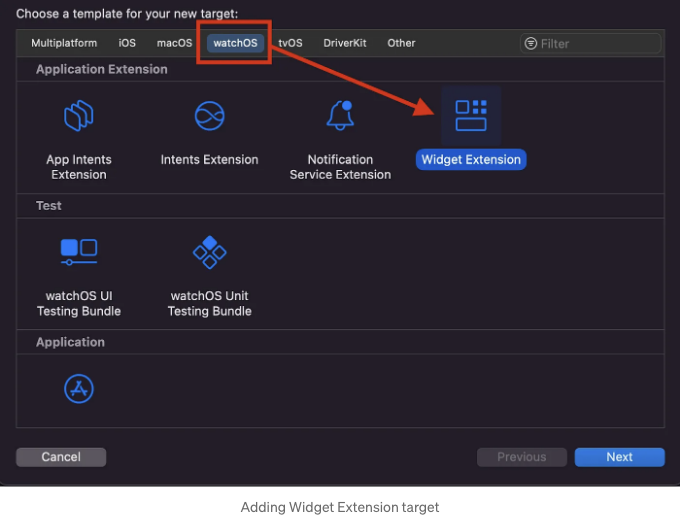 Choose a template for your new target:
Multiplatform iOS macOS watchOS tvOS DriverKit Other Filter
Application Extension
App Intents
Extension
Intents Extension
Notification
Service Extension
Widget Extension
Test
watchOS UI
Testing Bundle
watchOS Unit
Testing Bundle
Application
Cancel Previous Next
Adding Widget Extension target